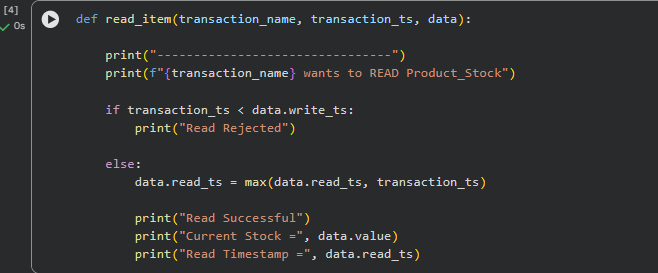 [4]
0s
def read_item(transaction_name, transaction_ts, data):
print("--------------------------------")
print(f"{transaction_name} wants to READ Product_Stock")
if transaction_ts < data.write_ts:
print("Read Rejected")
else:
data.read_ts = max(data.read_ts, transaction_ts)
print("Read Successful")
print("Current Stock =", data.value)
print("Read Timestamp =", data.read_ts)